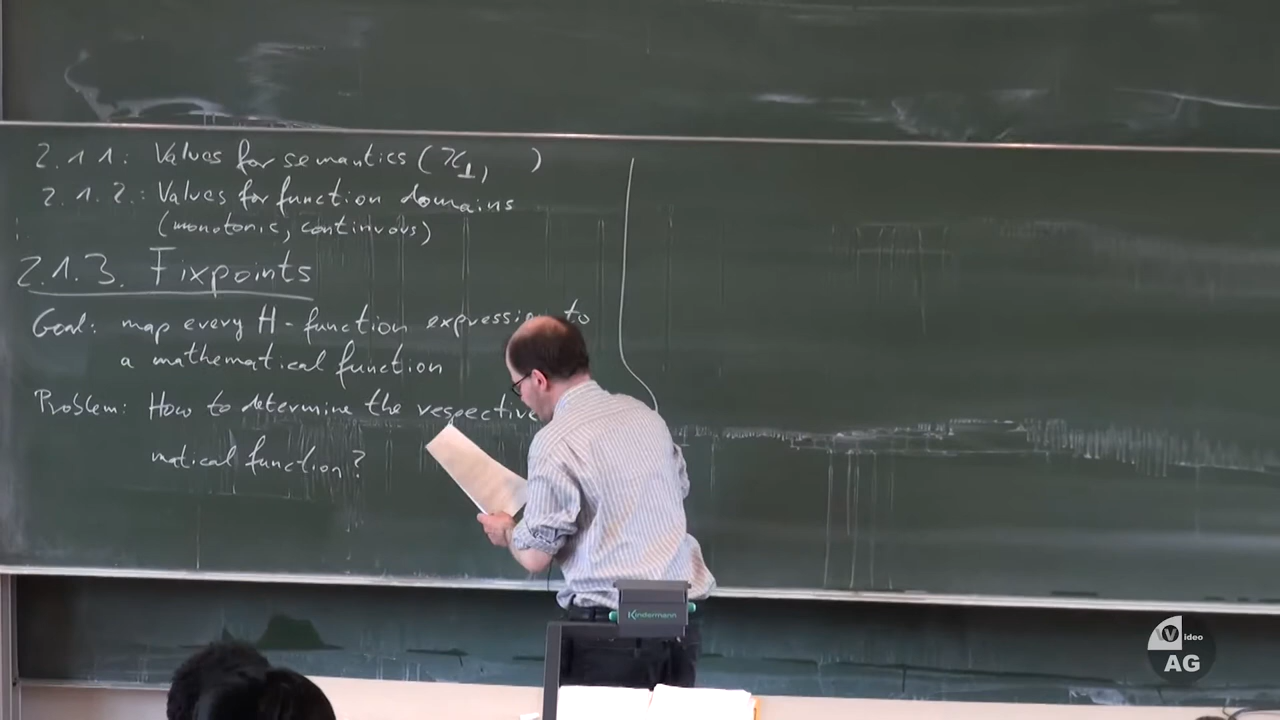 2.1.1: Values for semantics (ℤ⊥, )
2.1.2.: Values for function domains
(monotonic, continuous)
2.1.3. Fixpoints
Goal: map every H-function expression to
a mathematical function
Problem: How to determine the respective
matical function?
Kindermann
Video
AG